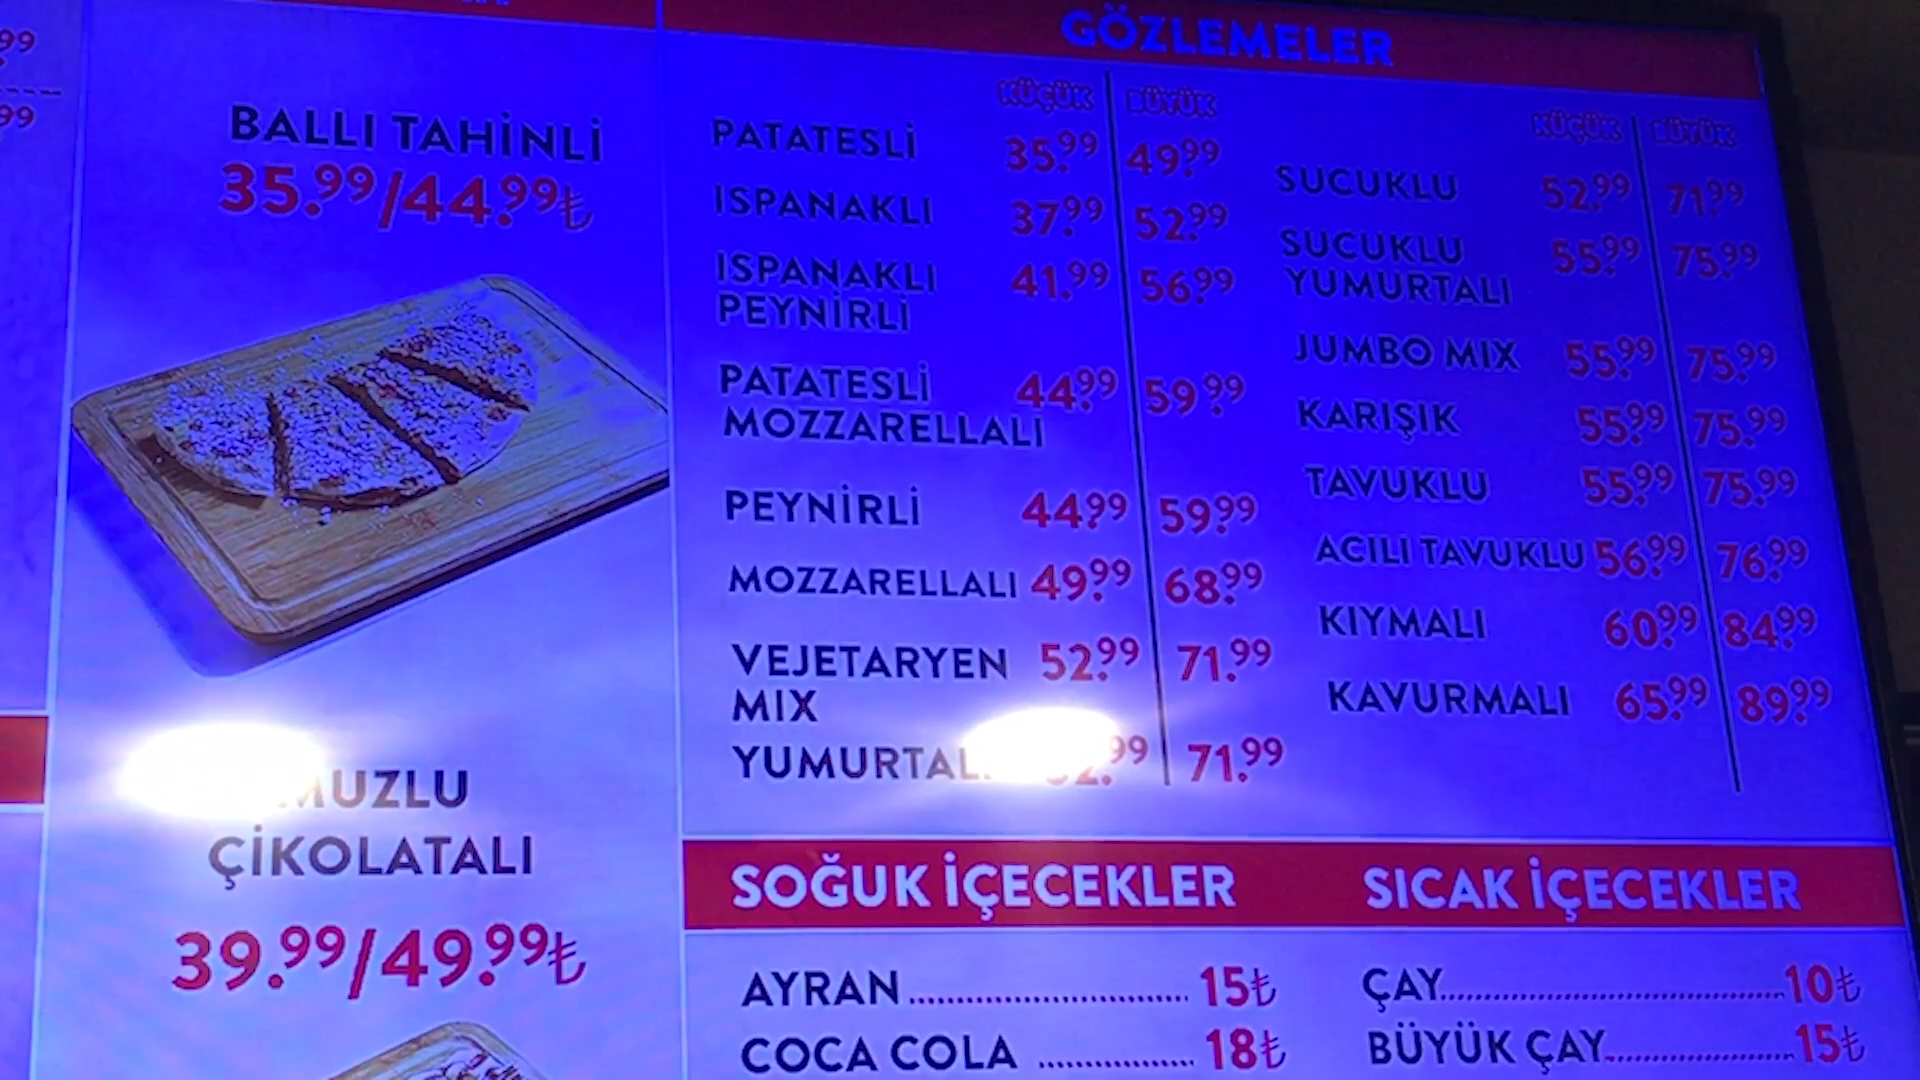 99
99
BALLI TAHİNLİ
35.99/44.99₺
MUZLU
ÇİKOLATALI
39.99/49.99₺
GÖZLEMELER
KÜÇÜK BÜYÜK
PATATESLİ 35.99 49.99
ISPANAKLI 37.99 52.99
ISPANAKLI 41.99 56.99
PEYNİRLİ
PATATESLİ 44.99 59.99
MOZZARELLALI
PEYNİRLİ 44.99 59.99
MOZZARELLALI 49.99 68.99
VEJETARYEN 52.99 71.99
MIX
YUMURTALI 52.99 71.99
KÜÇÜK BÜYÜK
SUCUKLU 52.99 71.99
SUCUKLU 55.99 75.99
YUMURTALI
JUMBO MIX 55.99 75.99
KARIŞIK 55.99 75.99
TAVUKLU 55.99 75.99
ACILI TAVUKLU 56.99 76.99
KIYMALI 60.99 84.99
KAVURMALI 65.99 89.99
SOĞUK İÇECEKLER
AYRAN 15₺
COCA COLA 18₺
SICAK İÇECEKLER
ÇAY 10₺
BÜYÜK ÇAY 15₺